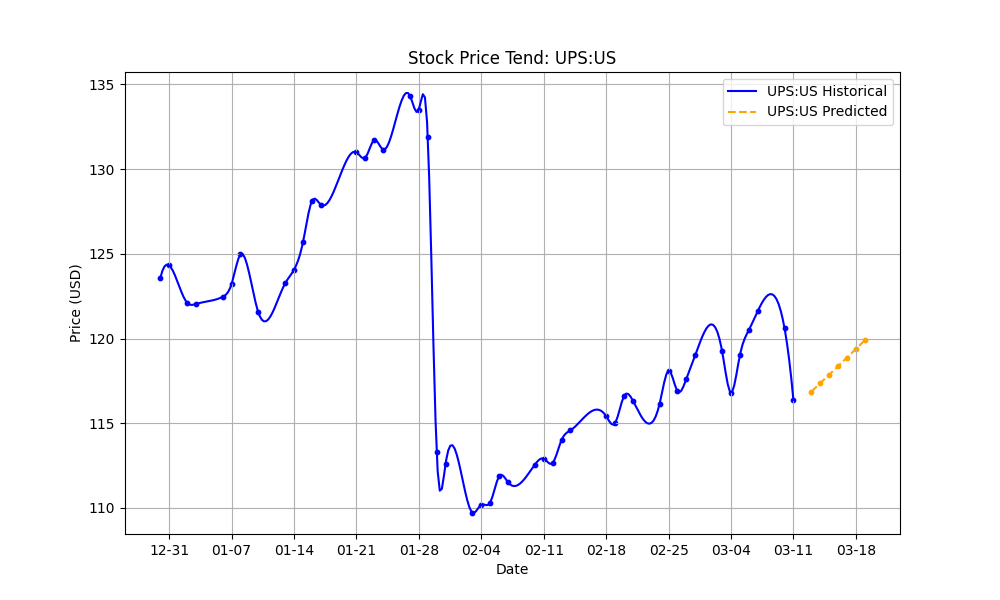 Stock Price Tend: UPS:US
UPS:US Historical
UPS:US Predicted
Price (USD)
135
130
125
120
115
110
12-31 01-07 01-14 01-21 01-28 02-04 02-11 02-18 02-25 03-04 03-11 03-18
Date